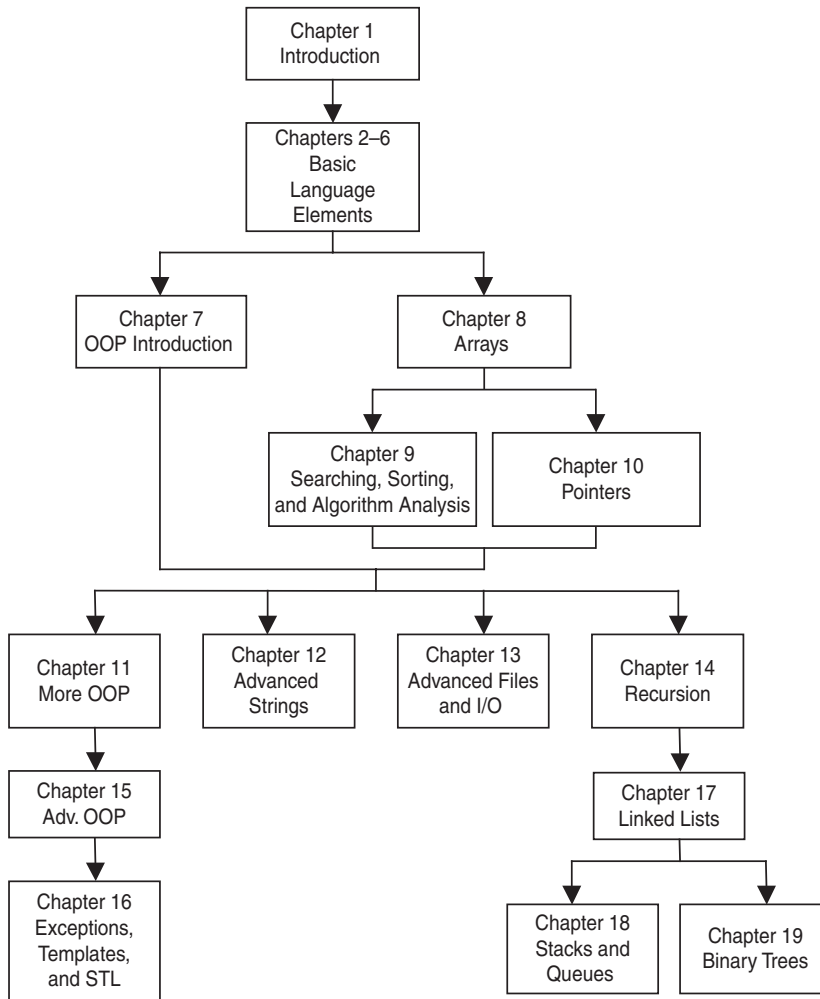 Chapter 1
Introduction
Chapters 2–6
Basic
Language
Elements
Chapter 7
OOP Introduction
Chapter 8
Arrays
Chapter 9
Searching, Sorting,
and Algorithm Analysis
Chapter 10
Pointers
Chapter 11
More OOP
Chapter 12
Advanced
Strings
Chapter 13
Advanced Files
and I/O
Chapter 14
Recursion
Chapter 15
Adv. OOP
Chapter 17
Linked Lists
Chapter 16
Exceptions,
Templates,
and STL
Chapter 18
Stacks and
Queues
Chapter 19
Binary Trees